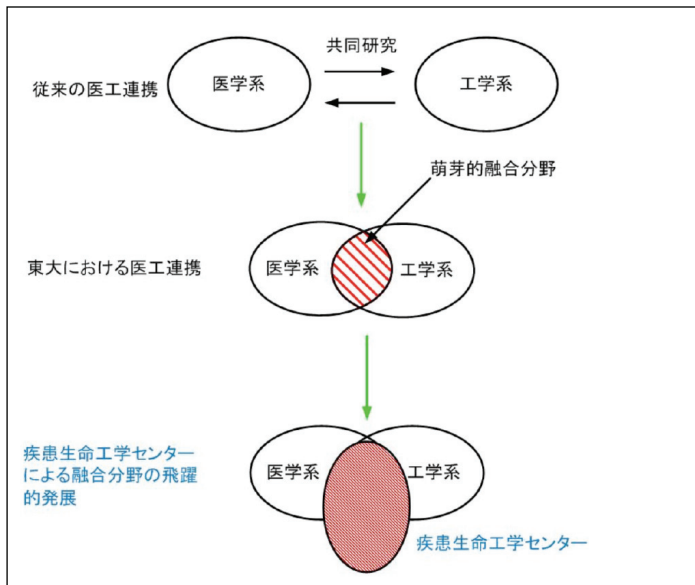 共同研究
従来の医工連携
医学系
工学系
萌芽的融合分野
東大における医工連携
医学系
工学系
疾患生命工学センター
による融合分野の飛躍
的発展
医学系
工学系
疾患生命工学センター